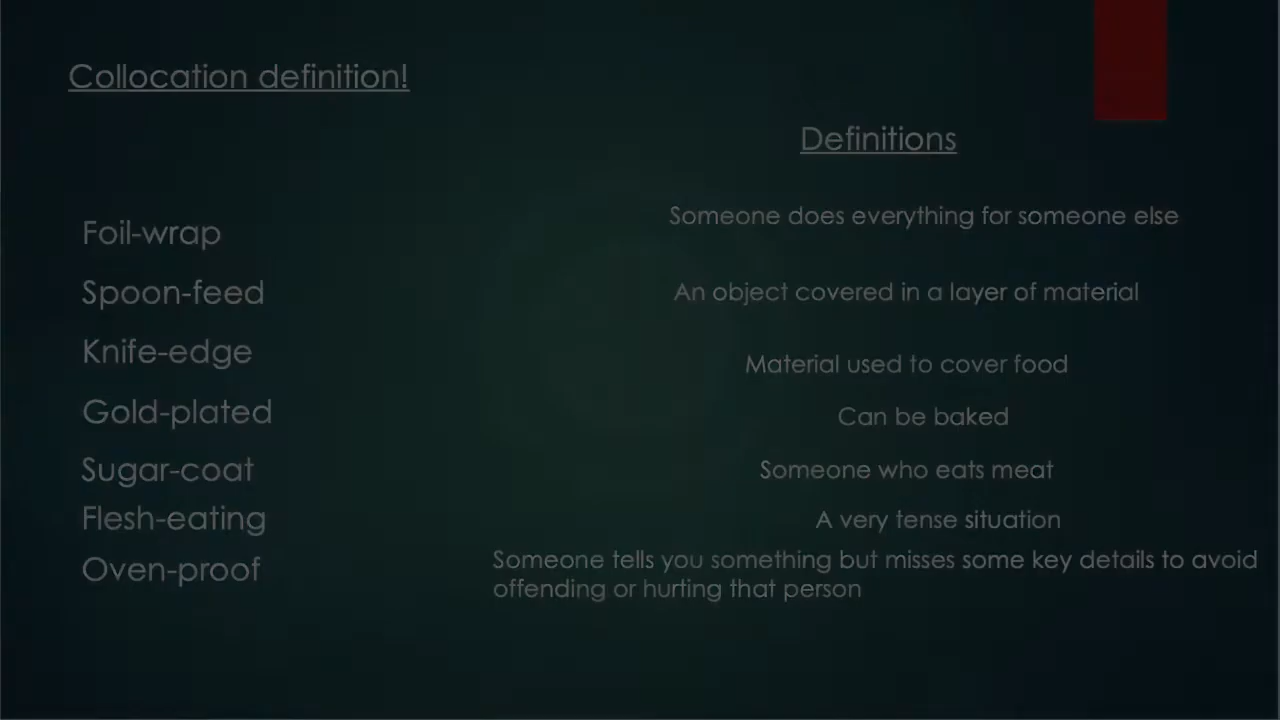 Collocation definition!
Definitions
Foil-wrap
Spoon-feed
Knife-edge
Gold-plated
Sugar-coat
Flesh-eating
Oven-proof
Someone does everything for someone else
An object covered in a layer of material
Material used to cover food
Can be baked
Someone who eats meat
A very tense situation
Someone tells you something but misses some key details to avoid
offending or hurting that person